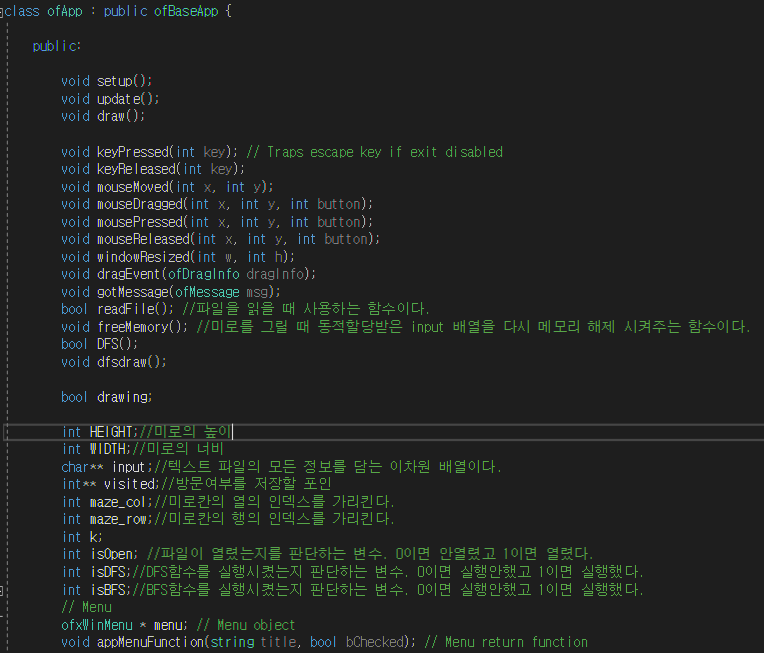 class ofApp : public ofBaseApp {
public:
void setup();
void update();
void draw();
void keyPressed(int key); // Traps escape key if exit disabled
void keyReleased(int key);
void mouseMoved(int x, int y);
void mouseDragged(int x, int y, int button);
void mousePressed(int x, int y, int button);
void mouseReleased(int x, int y, int button);
void windowResized(int w, int h);
void dragEvent(ofDragInfo dragInfo);
void gotMessage(ofMessage msg);
bool readFile(); //파일을 읽을 때 사용하는 함수이다.
void freeMemory(); //미로를 그릴 때 동적할당받은 input 배열을 다시 메모리 해제 시켜주는 함수이다.
bool DFS();
void dfsdraw();
bool drawing;
int HEIGHT;//미로의 높이
int WIDTH;//미로의 너비
char** input;//텍스트 파일의 모든 정보를 담는 이차원 배열이다.
int** visited;//방문여부를 저장할 포인
int maze_col;//미로칸의 열의 인덱스를 가리킨다.
int maze_row;//미로칸의 행의 인덱스를 가리킨다.
int k;
int isOpen; //파일이 열렸는지를 판단하는 변수. 0이면 안열렸고 1이면 열렸다.
int isDFS;//DFS함수를 실행시켰는지 판단하는 변수. 0이면 실행안했고 1이면 실행했다.
int isBFS;//BFS함수를 실행시켰는지 판단하는 변수. 0이면 실행안했고 1이면 실행했다.
// Menu
ofxWinMenu * menu; // Menu object
void appMenuFunction(string title, bool bChecked); // Menu return function